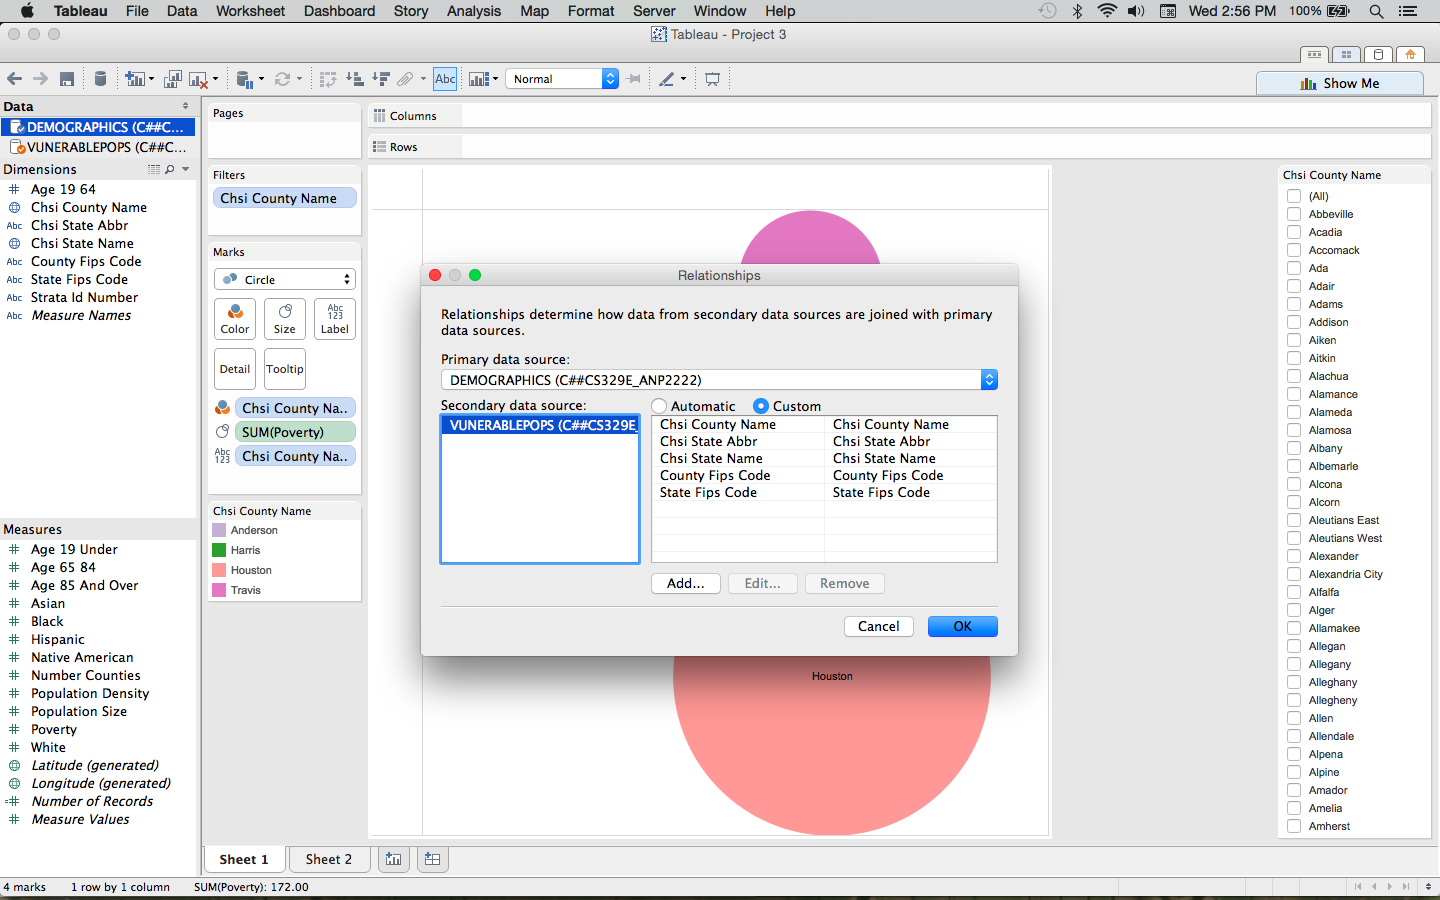 Tableau File Data Worksheet Dashboard Story Analysis Map Format Server Window Help Wed 2:56 PM 100%
Tableau - Project 3
Abc Normal
Show Me
Data
DEMOGRAPHICS (C##C...
VUNERABLEPOPS (C##C...
Dimensions
Age 19 64
Chsi County Name
Abc Chsi State Abbr
Chsi State Name
Abc County Fips Code
Abc State Fips Code
Abc Strata Id Number
Abc Measure Names
Measures
Age 19 Under
Age 65 84
Age 85 And Over
Asian
Black
Hispanic
Native American
Number Counties
Population Density
Population Size
Poverty
White
Latitude (generated)
Longitude (generated)
Number of Records
Measure Values
Pages
Filters
Chsi County Name
Marks
Circle
Color
Size
Abc
123
Label
Detail
Tooltip
Chsi County Na..
SUM(Poverty)
Abc
123
Chsi County Na..
Chsi County Name
Anderson
Harris
Houston
Travis
Columns
Rows
Relationships
Relationships determine how data from secondary data sources are joined with primary
data sources.
Primary data source:
DEMOGRAPHICS (C##CS329E_ANP2222)
Secondary data source:
VUNERABLEPOPS (C##CS329E_
Automatic Custom
Chsi County Name Chsi County Name
Chsi State Abbr Chsi State Abbr
Chsi State Name Chsi State Name
County Fips Code County Fips Code
State Fips Code State Fips Code
Add... Edit... Remove
Cancel OK
Houston
Chsi County Name
(All)
Abbeville
Acadia
Accomack
Ada
Adair
Adams
Addison
Aiken
Aitkin
Alachua
Alamance
Alameda
Alamosa
Albany
Albemarle
Alcona
Alcorn
Aleutians East
Aleutians West
Alexander
Alexandria City
Alfalfa
Alger
Allamakee
Allegan
Allegany
Alleghany
Allegheny
Allen
Allendale
Alpena
Alpine
Amador
Amelia
Amherst
Sheet 1 Sheet 2
4 marks 1 row by 1 column SUM(Poverty): 172.00